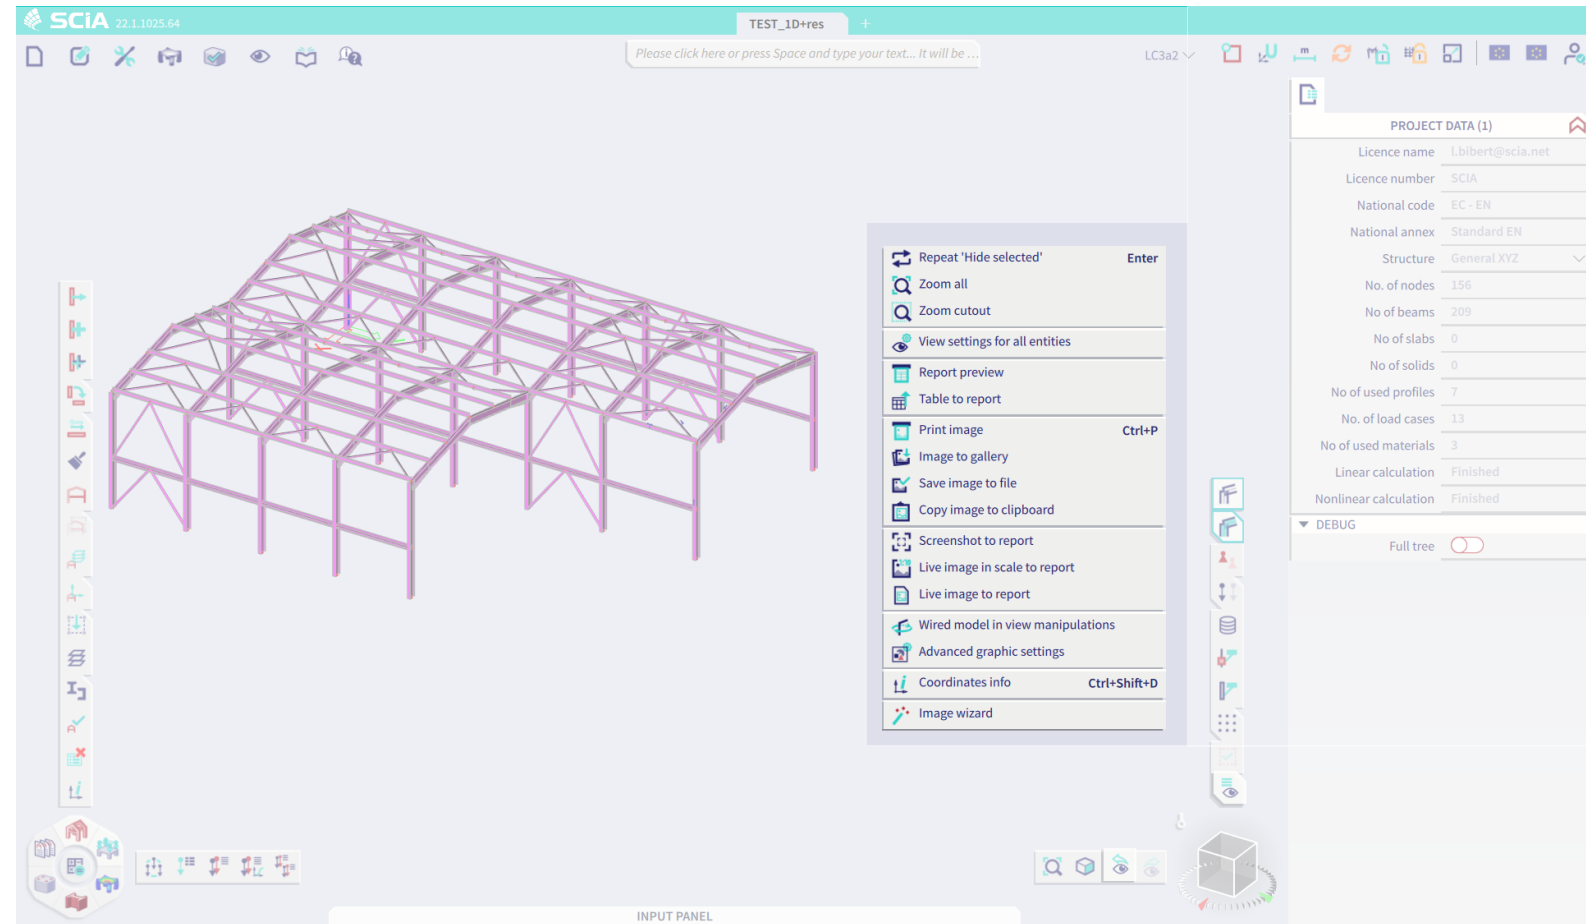 SCiA 22.1.1025.64
TEST_1D+res
+
Please click here or press Space and type your text... It will be ...
LC3a2
PROJECT DATA (1)
Licence name l.bibert@scia.net
Licence number SCIA
National code EC - EN
National annex Standard EN
Structure General XYZ
No. of nodes 156
No of beams 209
No of slabs 0
No of solids 0
No of used profiles 7
No. of load cases 13
No of used materials 3
Linear calculation Finished
Nonlinear calculation Finished
DEBUG
Full tree
Repeat 'Hide selected' Enter
Zoom all
Zoom cutout
View settings for all entities
Report preview
Table to report
Print image Ctrl+P
Image to gallery
Save image to file
Copy image to clipboard
Screenshot to report
Live image in scale to report
Live image to report
Wired model in view manipulations
Advanced graphic settings
Coordinates info Ctrl+Shift+D
Image wizard
INPUT PANEL